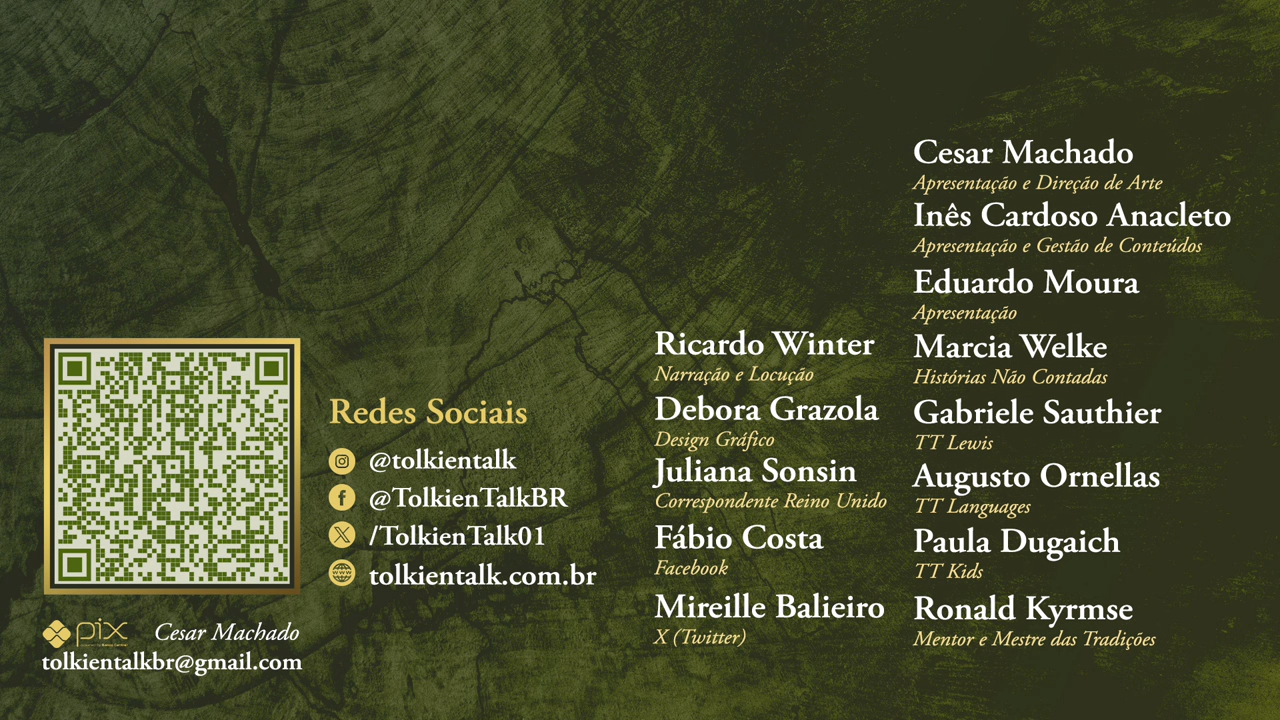 Redes Sociais
@tolkientalk
@TolkienTalkBR
/TolkienTalk01
tolkientalk.com.br
pix
Cesar Machado
tolkientalkbr@gmail.com
Ricardo Winter
Narração e Locução
Debora Grazola
Design Gráfico
Juliana Sonsin
Correspondente Reino Unido
Fábio Costa
Facebook
Mireille Balieiro
X (Twitter)
Cesar Machado
Apresentação e Direção de Arte
Inês Cardoso Anacleto
Apresentação e Gestão de Conteúdos
Eduardo Moura
Apresentação
Marcia Welke
Histórias Não Contadas
Gabriele Sauthier
TT Lewis
Augusto Ornellas
TT Languages
Paula Dugaich
TT Kids
Ronald Kyrmse
Mentor e Mestre das Tradições